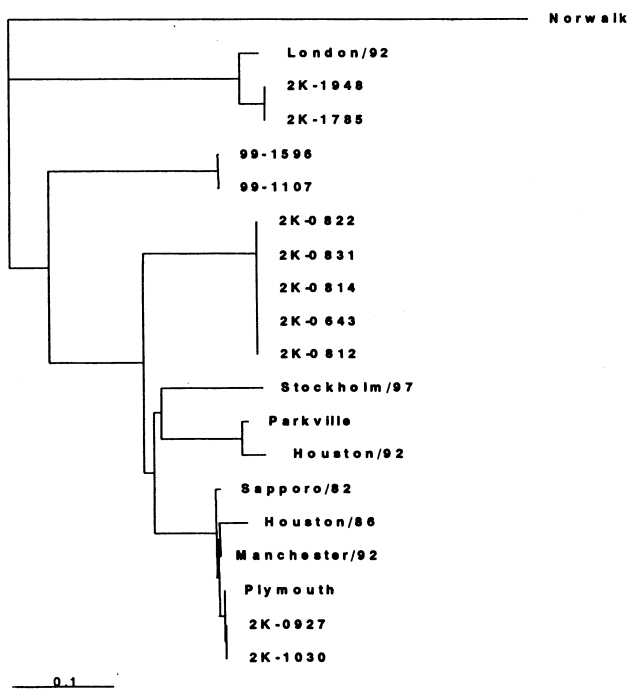 Norwalk
London/92
2K-1948
2K-1785
99-1596
99-1107
2K-0822
2K-0831
2K-0814
2K-0643
2K-0812
Stockholm/97
Parkville
Houston/92
Sapporo/82
Houston/86
Manchester/92
Plymouth
2K-0927
2K-1030
0.1